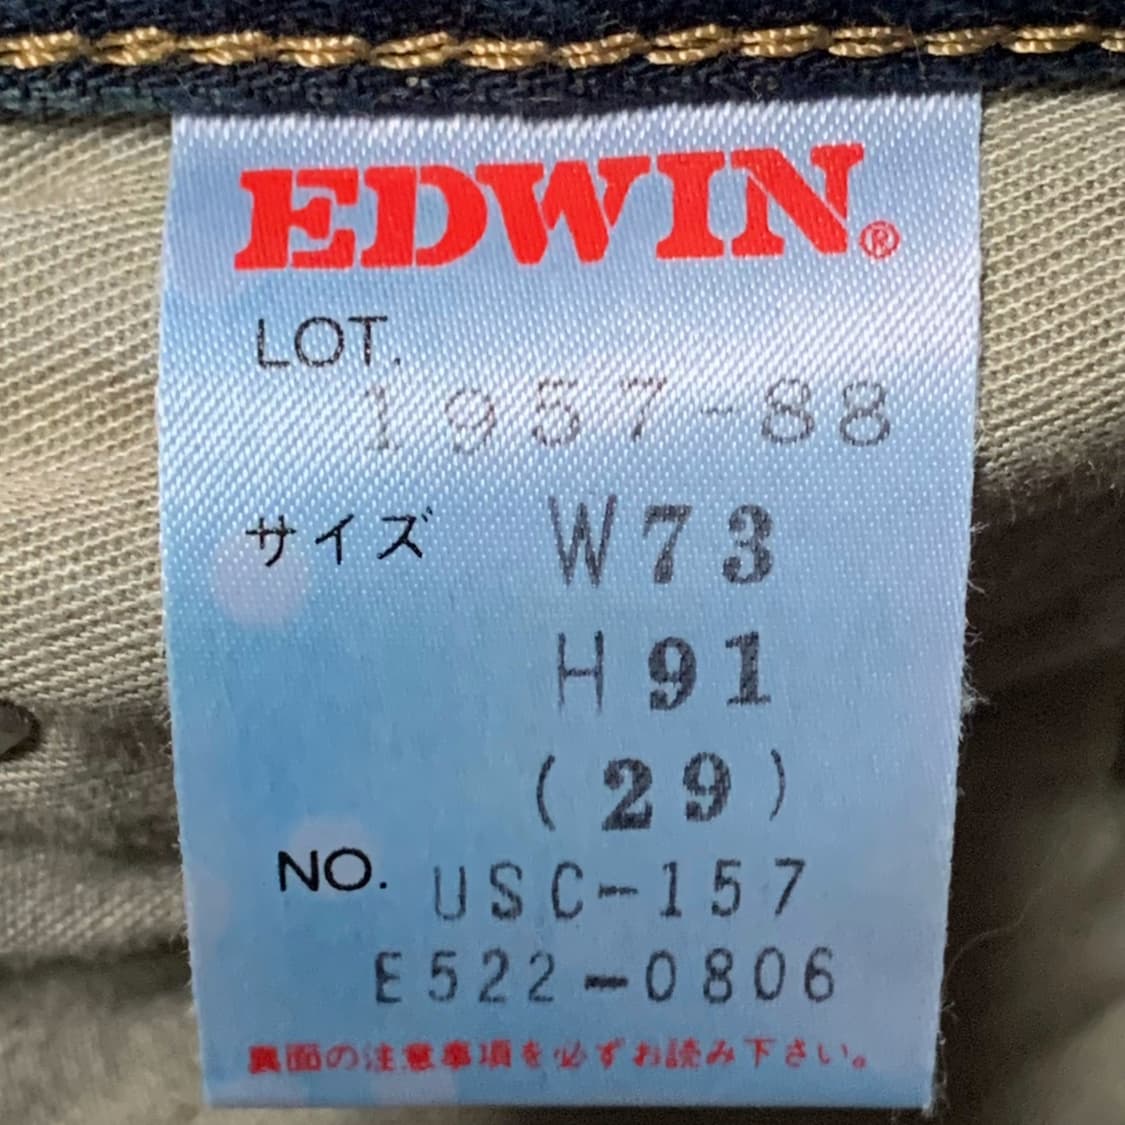 EDWIN®
LOT.
1957-88
サイズ W73
H 91
(29)
NO. USC-157
E522-0806
裏面の注意事項を必ずお読み下さい。